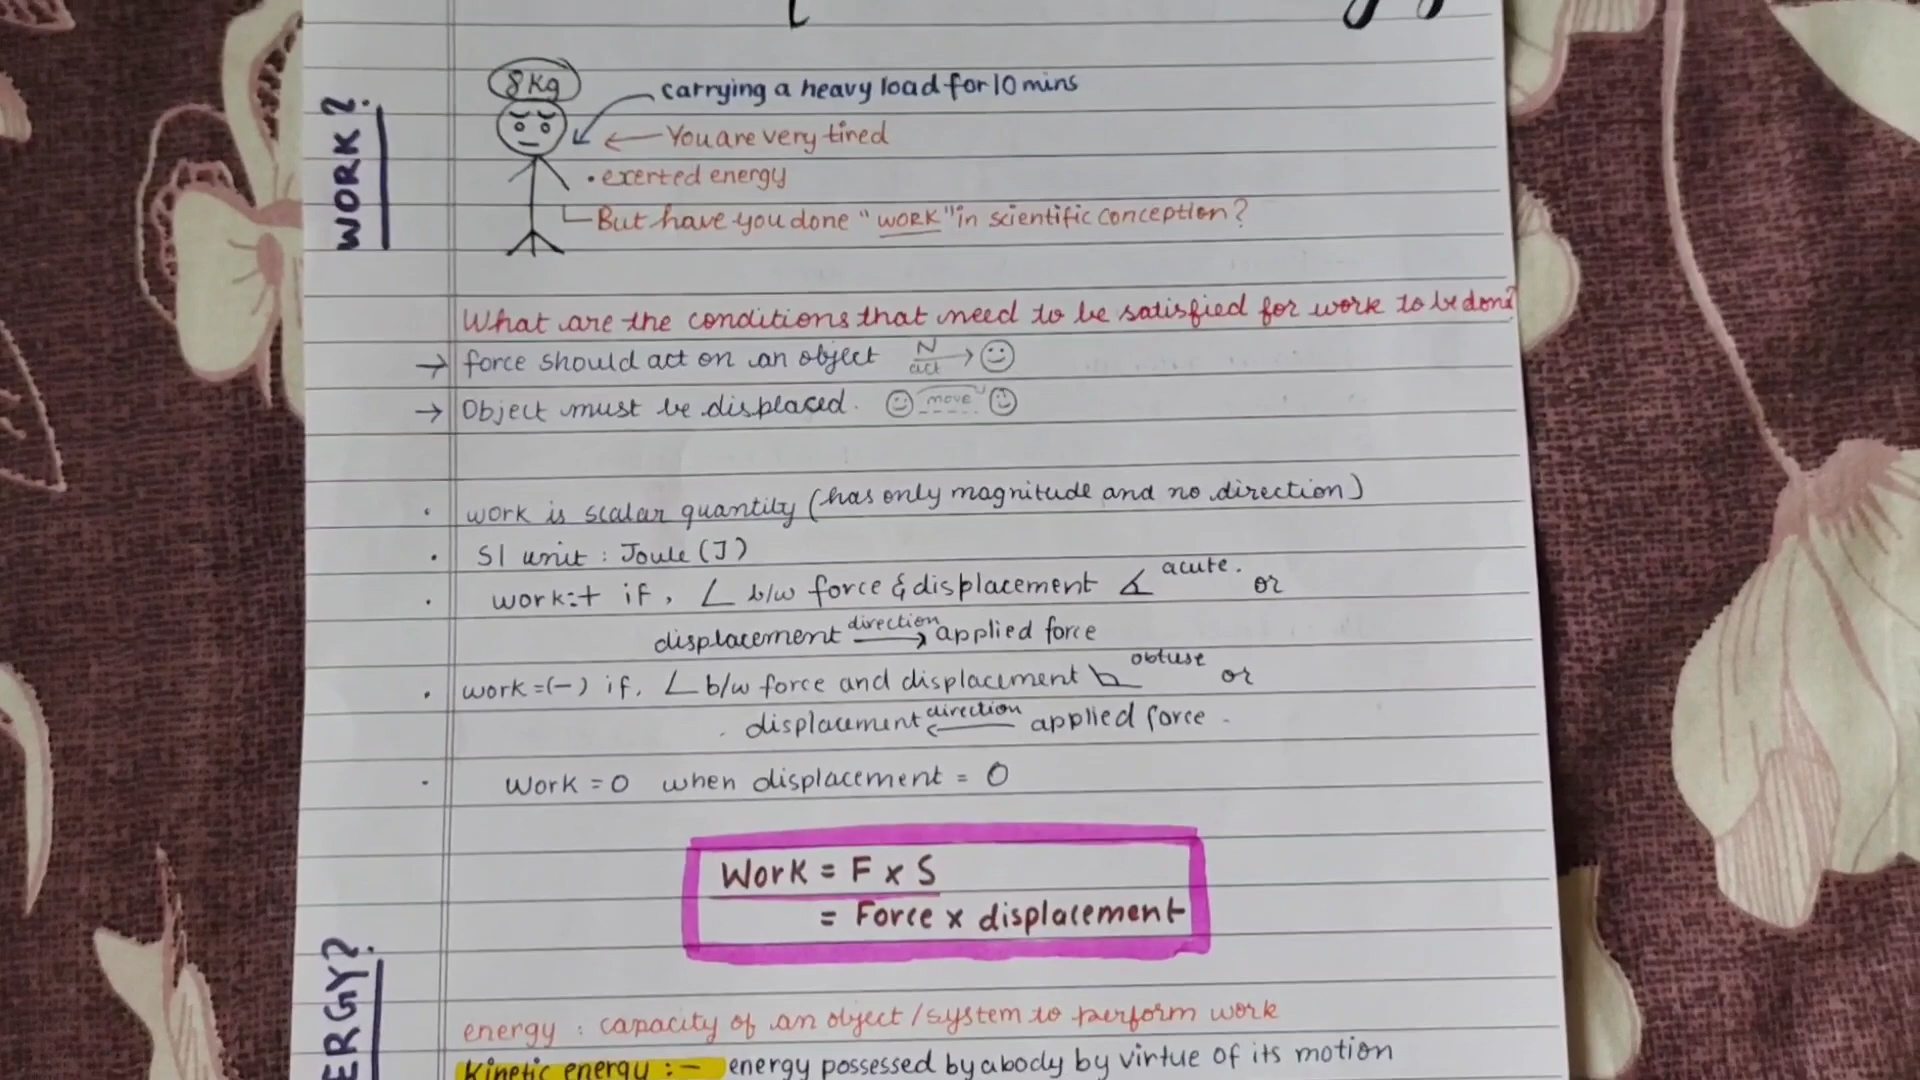 WORK?
8Kg
carrying a heavy load for 10 mins
You are very tired
• exerted energy
But have you done "WORK" in scientific conception?
What are the conditions that need to be satisfied for work to be done?
→ force should act on an object N act → 
→ Object must be displaced. move
· work is scalar quantity (has only magnitude and no direction)
· SI unit : Joule (J)
· work:+ if, ∠ b/w force & displacement acute. or
displacement direction → applied force
· work =(-) if, ∠ b/w force and displacement obtuse or
displacement direction ← applied force.
· Work = 0 when displacement = 0
Work = F x S
= Force x displacement
ERGY?
energy : capacity of an object/system to perform work
Kinetic energy :- energy possessed by a body by virtue of its motion